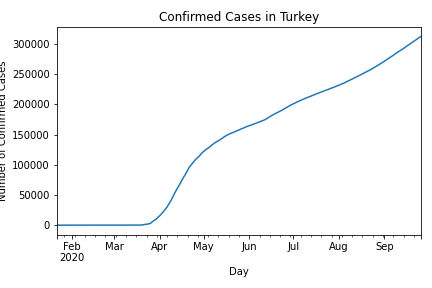 Confirmed Cases in Turkey
Number of Confirmed Cases
300000
250000
200000
150000
100000
50000
0
Feb Mar Apr May Jun Jul Aug Sep
2020
Day